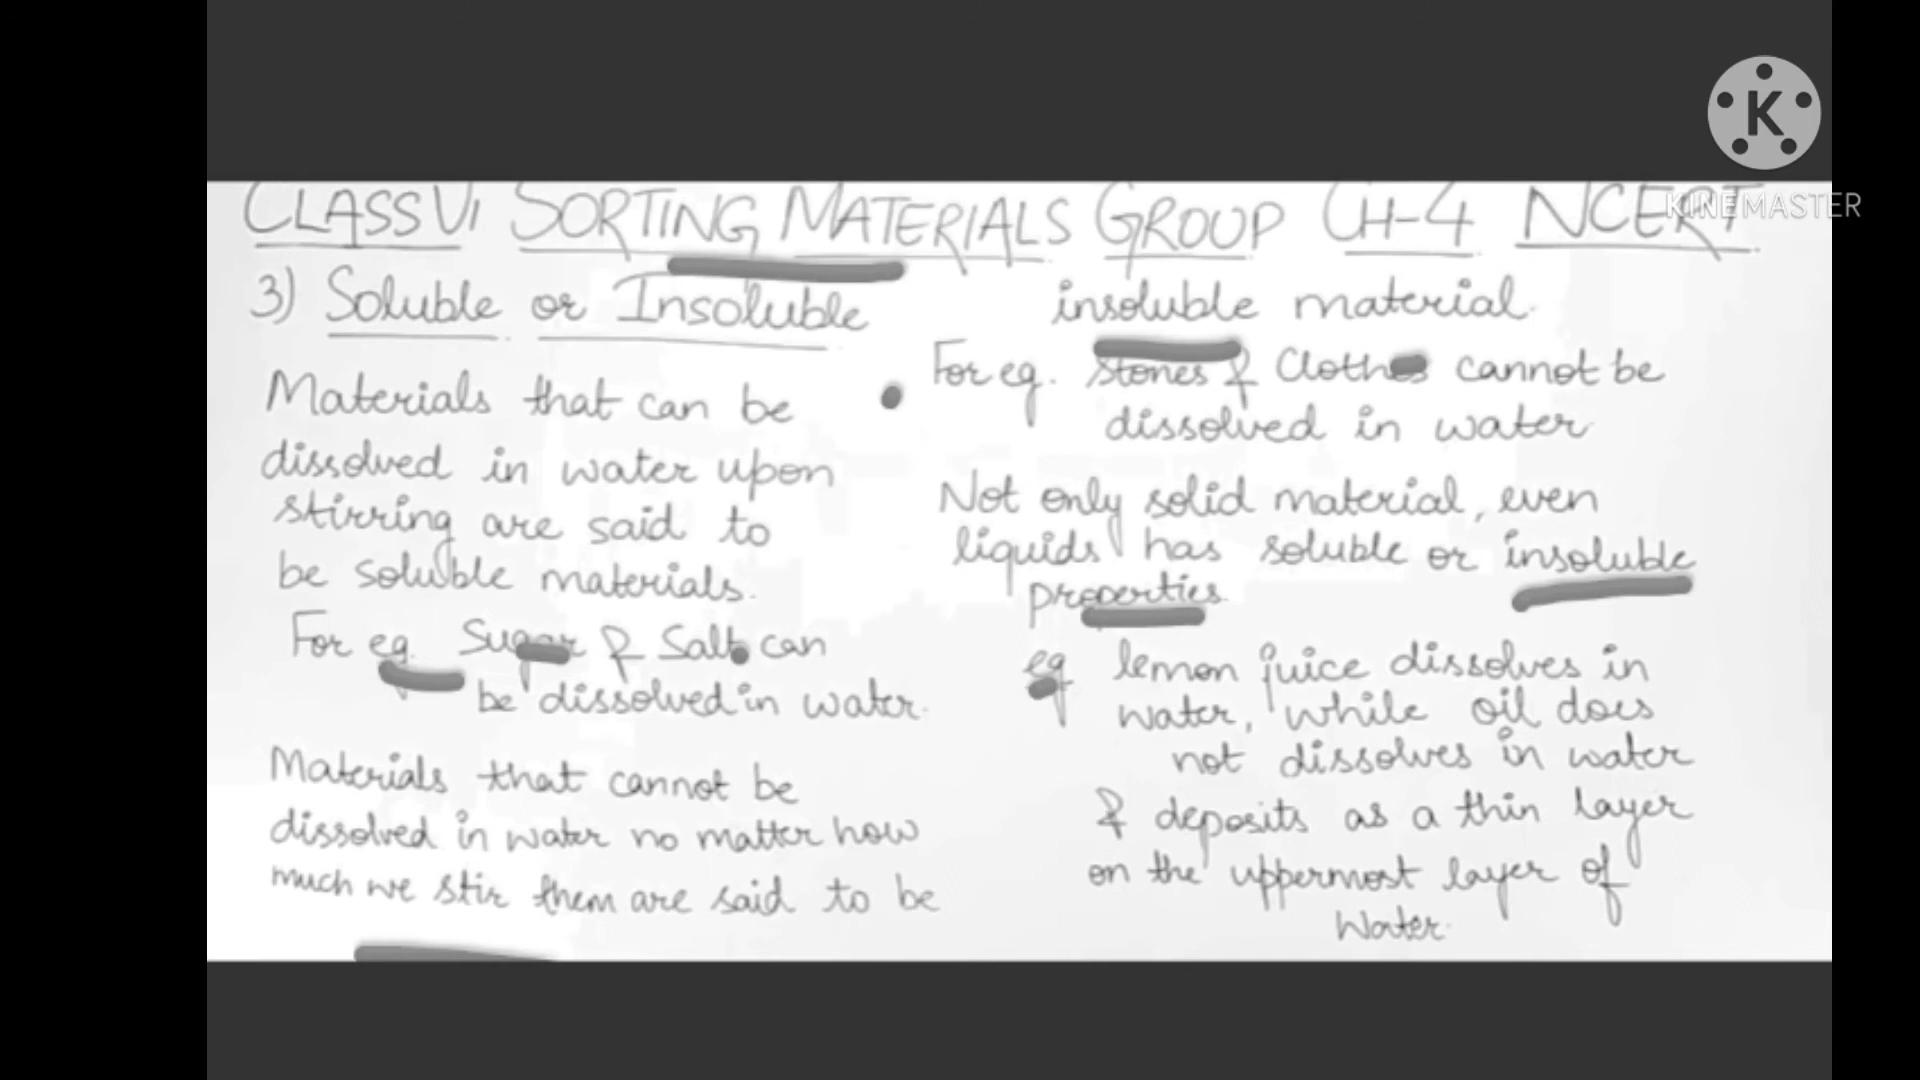 K
KINEMASTER
CLASS VI SORTING MATERIALS GROUP CH-4 NCERT
3) Soluble or Insoluble
Materials that can be
dissolved in water upon
stirring are said to
be soluble materials.
For eg. Sugar & Salt can
be dissolved in water.
Materials that cannot be
dissolved in water no matter how
much we stir them are said to be
insoluble material.
For eg. Stones & Clothes cannot be
dissolved in water
Not only solid material, even
liquids has soluble or insoluble
properties.
eg lemon juice dissolves in
water, while oil does
not dissolves in water
& deposits as a thin layer
on the uppermost layer of
Water.